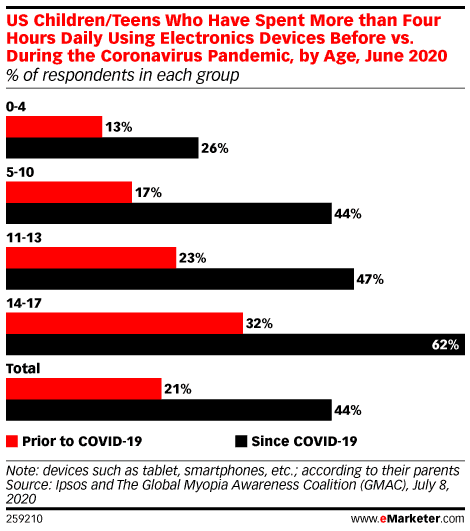 US Children/Teens Who Have Spent More than Four
Hours Daily Using Electronics Devices Before vs.
During the Coronavirus Pandemic, by Age, June 2020
% of respondents in each group
0-4
13%
26%
5-10
17%
44%
11-13
23%
47%
14-17
32%
62%
Total
21%
44%
Prior to COVID-19 Since COVID-19
Note: devices such as tablet, smartphones, etc.; according to their parents
Source: Ipsos and The Global Myopia Awareness Coalition (GMAC), July 8,
2020
259210 www.eMarketer.com